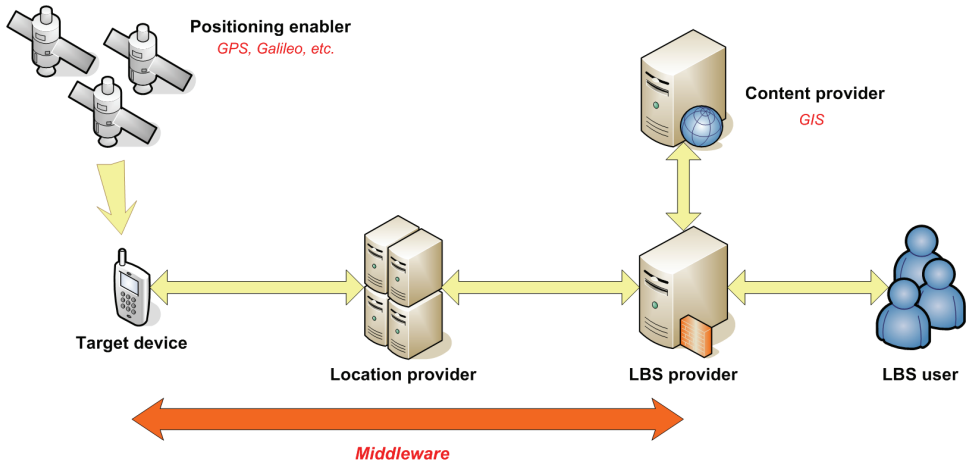 Positioning enabler
GPS, Galileo, etc.
Content provider
GIS
Target device
Location provider
LBS provider
LBS user
Middleware